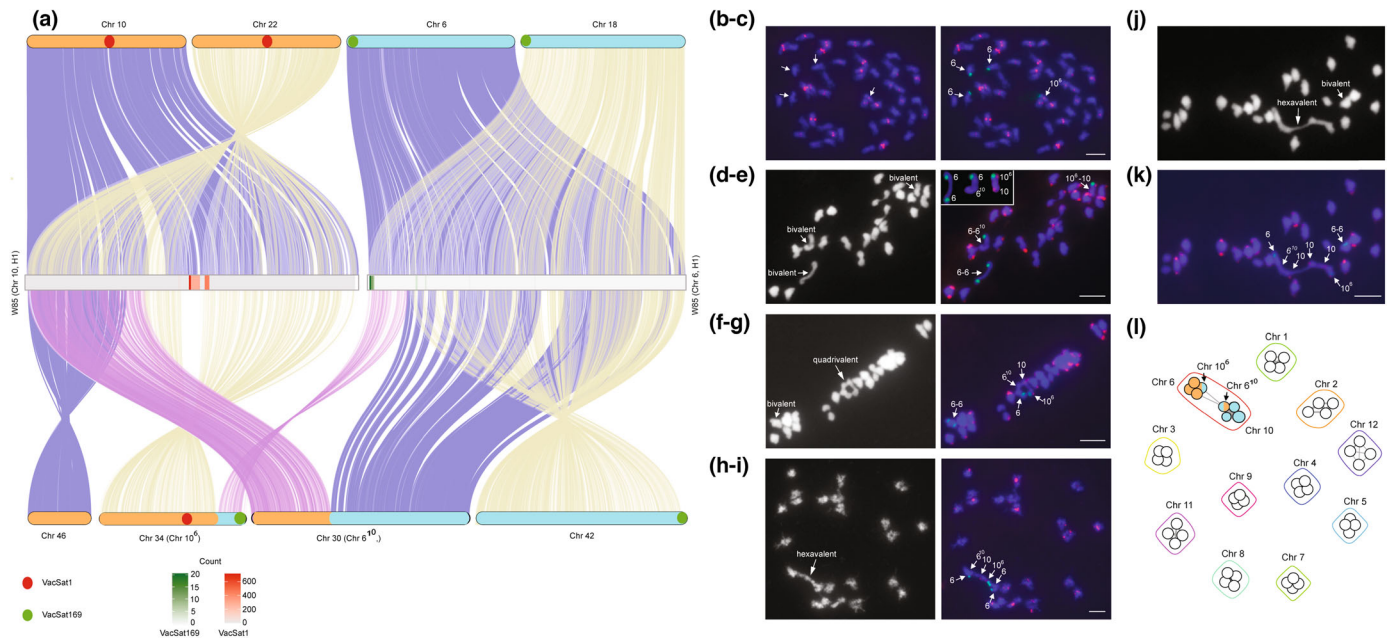 (a)
Chr 10
Chr 22
Chr 6
Chr 18
W85 (Chr 10, H1)
W85 (Chr 6, H1)
Chr 46
Chr 34 (Chr 10⁶)
Chr 30 (Chr 6¹⁰)
Chr 42
VacSat1
VacSat169
Count
20
15
10
5
0
VacSat169
600
400
200
0
VacSat1
(b-c)
6
6
6
10⁶
(d-e)
bivalent
bivalent
bivalent
6
6
6
6¹⁰
10⁶
10
10⁶-10
6-6¹⁰
6-6
(f-g)
quadrivalent
bivalent
10
6¹⁰
6
10⁶
6-6
(h-i)
hexavalent
6¹⁰
10
10⁶
6
6
6
(j)
bivalent
hexavalent
(k)
6
6¹⁰
10
10
10
6-6
10⁶
(l)
Chr 1
Chr 10⁶
Chr 6
Chr 6¹⁰
Chr 2
Chr 10
Chr 3
Chr 12
Chr 9
Chr 4
Chr 5
Chr 11
Chr 8
Chr 7